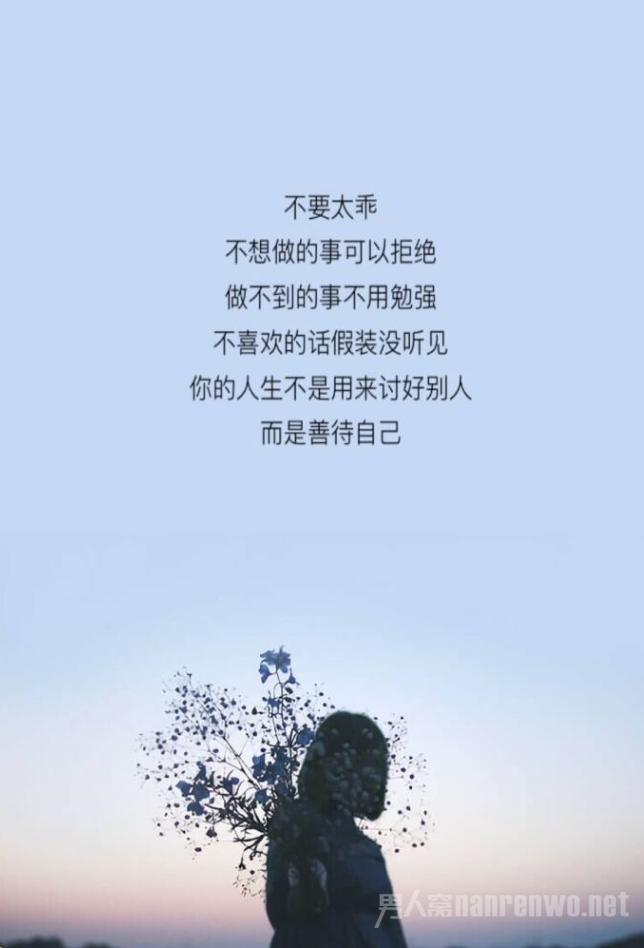 不要太乖
不想做的事可以拒绝
做不到的事不用勉强
不喜欢的话假装没听见
你的人生不是用来讨好别人
而是善待自己
男人窝nanrenwo.net